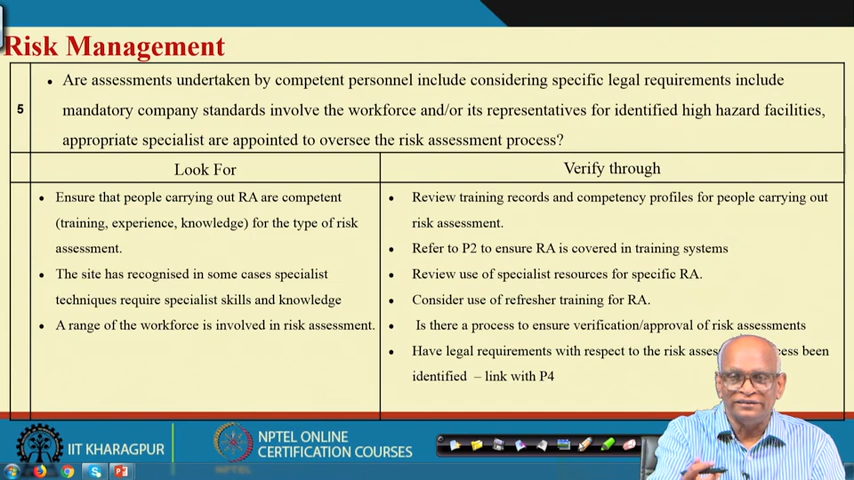 Risk Management
5
• Are assessments undertaken by competent personnel include considering specific legal requirements include
mandatory company standards involve the workforce and/or its representatives for identified high hazard facilities,
appropriate specialist are appointed to oversee the risk assessment process?
Look For
Verify through
• Ensure that people carrying out RA are competent
(training, experience, knowledge) for the type of risk
assessment.
• The site has recognised in some cases specialist
techniques require specialist skills and knowledge
• A range of the workforce is involved in risk assessment.
• Review training records and competency profiles for people carrying out
risk assessment.
• Refer to P2 to ensure RA is covered in training systems
• Review use of specialist resources for specific RA.
• Consider use of refresher training for RA.
• Is there a process to ensure verification/approval of risk assessments
• Have legal requirements with respect to the risk been
identified – link with P4
IIT KHARAGPUR
NPTEL ONLINE
CERTIFICATION COURSES
NPTEL